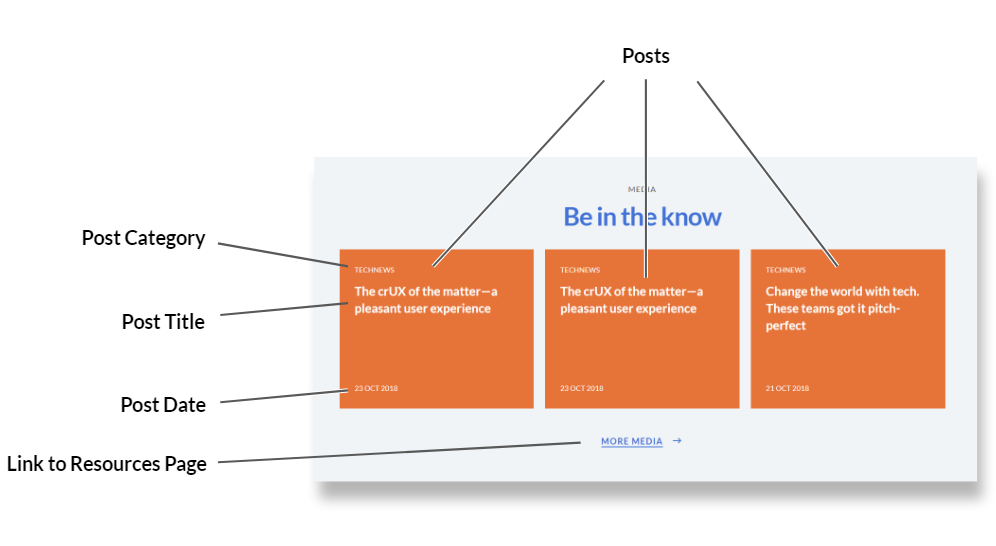 Posts
MEDIA
Be in the know
Post Category
TECHNEWS
TECHNEWS
TECHNEWS
Post Title
The crUX of the matter—a
pleasant user experience
The crUX of the matter—a
pleasant user experience
Change the world with tech.
These teams got it pitch-
perfect
Post Date
23 OCT 2018
23 OCT 2018
21 OCT 2018
Link to Resources Page
MORE MEDIA →